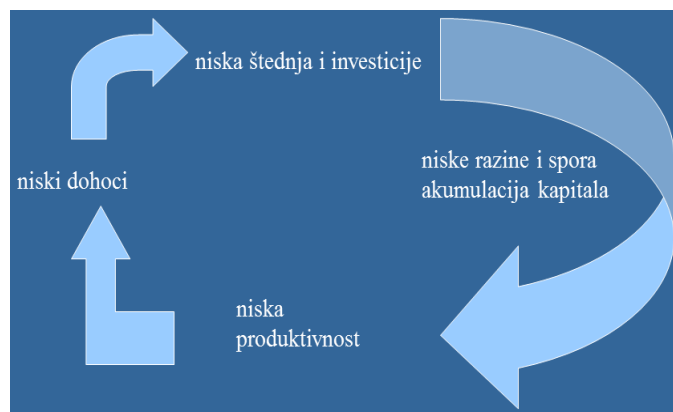 niska štednja i investicije
niske razine i spora
akumulacija kapitala
niski dohoci
niska
produktivnost